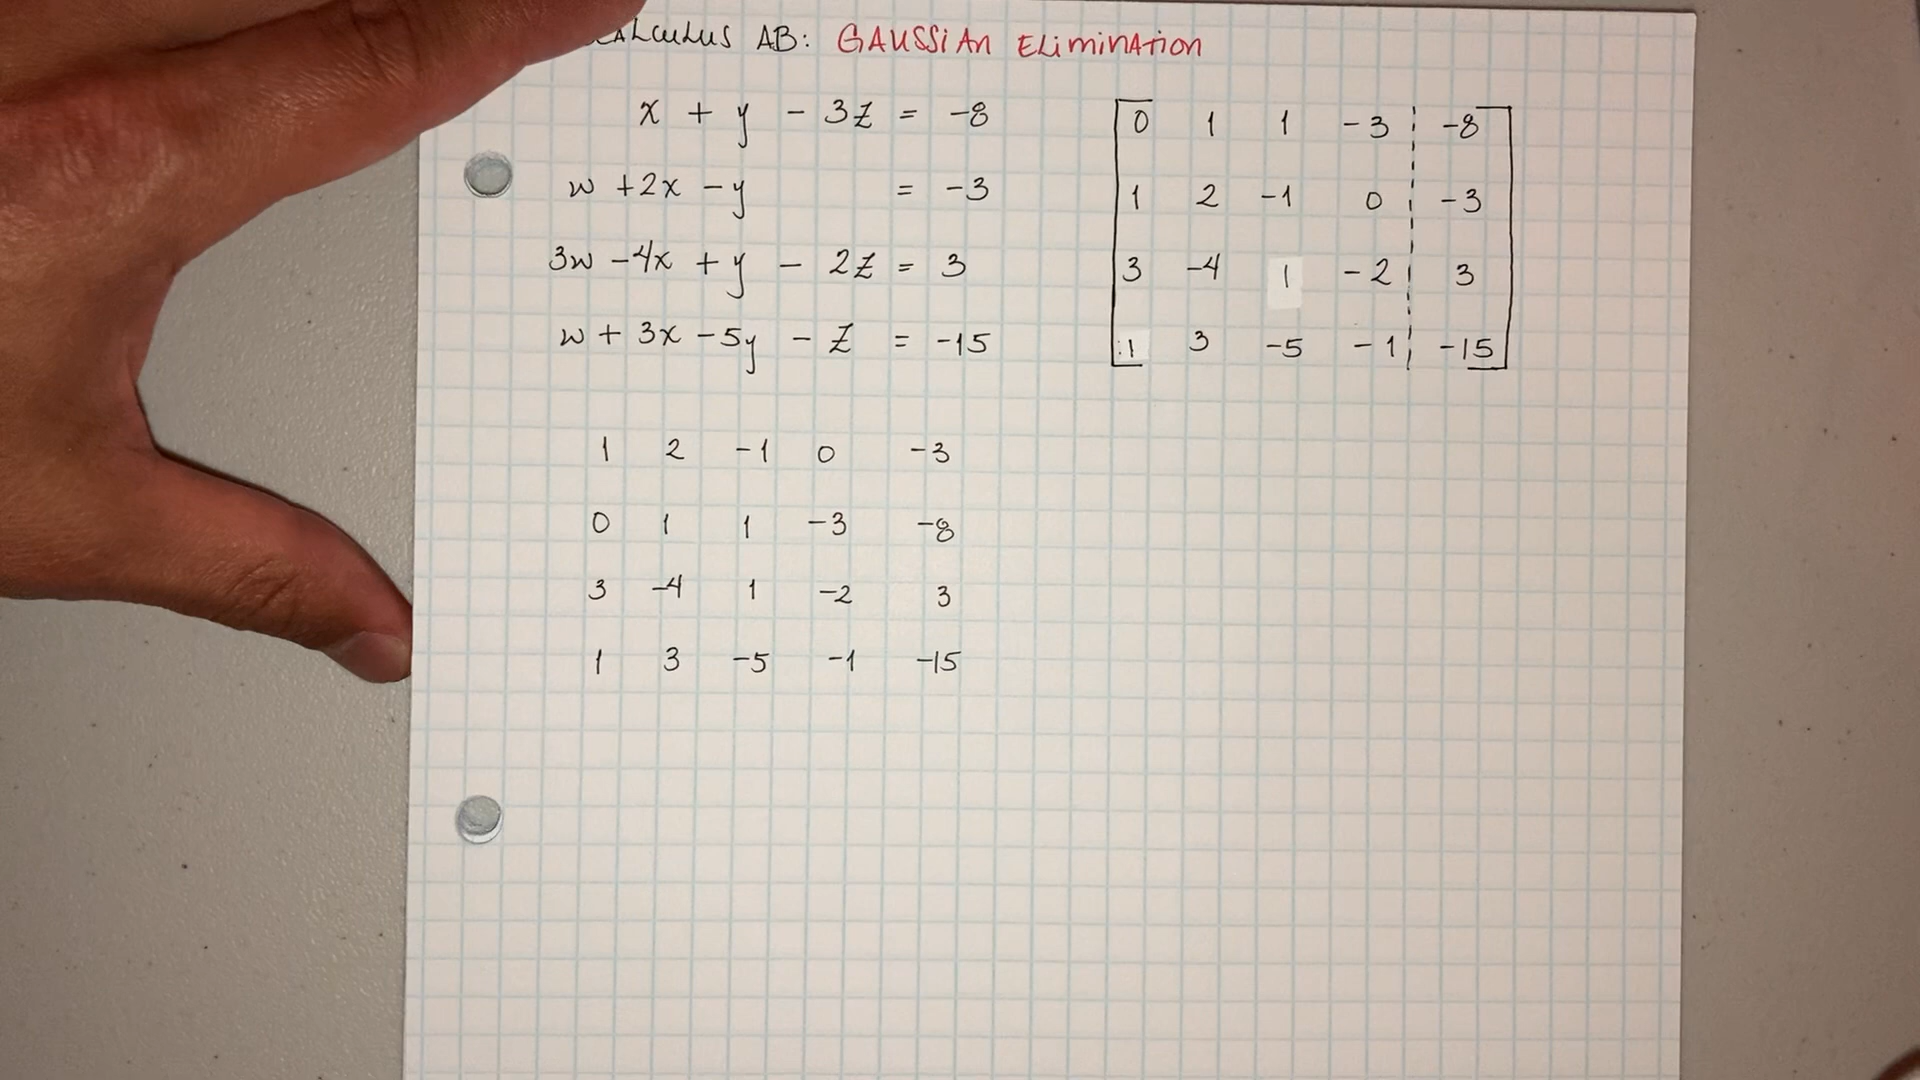 AB: GAUSSiAn ELiminATion
x + y - 3z = -8
w + 2x - y = -3
3w - 4x + y - 2z = 3
w + 3x - 5y - z = -15
0 1 1 -3 -8
1 2 -1 0 -3
3 -4 1 -2 3
1 3 -5 -1 -15
1 2 -1 0 -3
0 1 1 -3 -8
3 -4 1 -2 3
1 3 -5 -1 -15